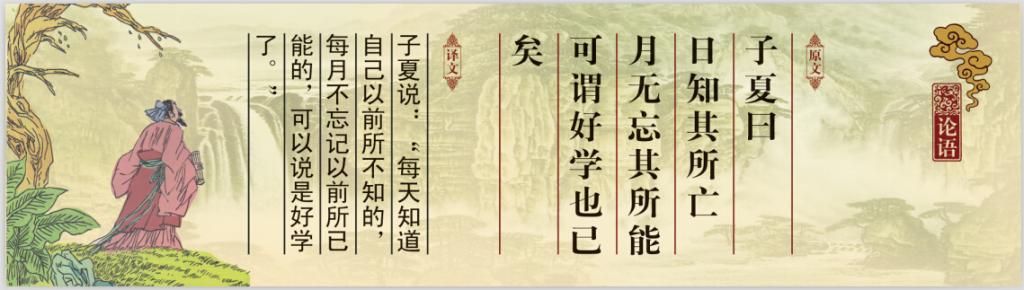 论语
原文
子夏曰
日知其所亡
月无忘其所能
可谓好学也已
矣
译文
子夏说：“每天知道
自己以前所不知的，
每月不忘记以前所已
能的，可以说是好学
了。”